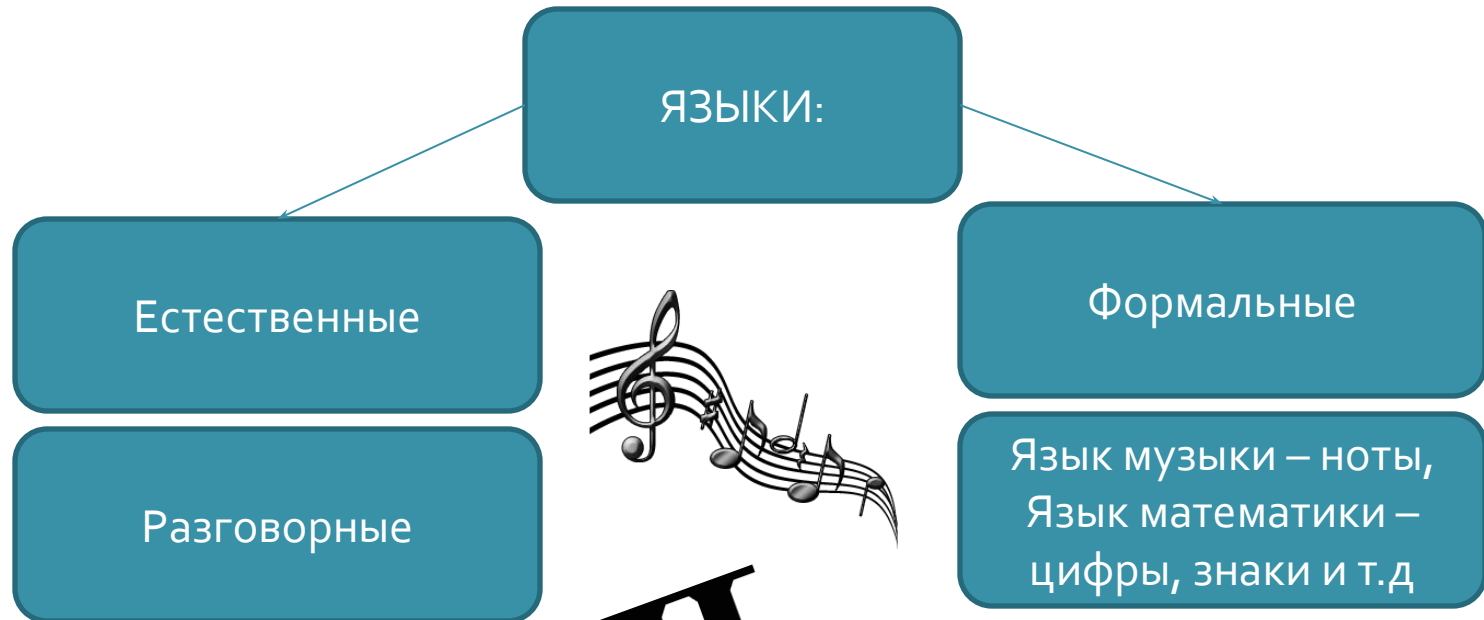 ЯЗЫКИ:
Естественные
Разговорные
Формальные
Язык музыки – ноты,
Язык математики –
цифры, знаки и т.д